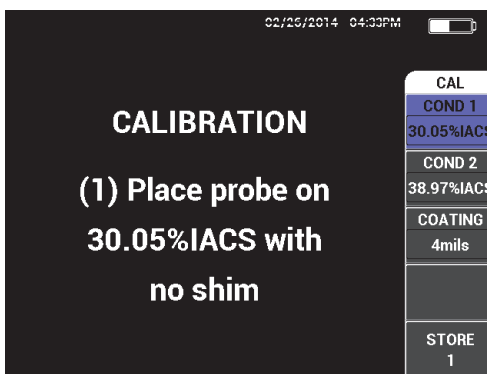 02/26/2014 04:33PM
CAL
CALIBRATION
(1) Place probe on
30.05%IACS with
no shim
COND 1
30.05%IACS
COND 2
38.97%IACS
COATING
4mils
STORE
1